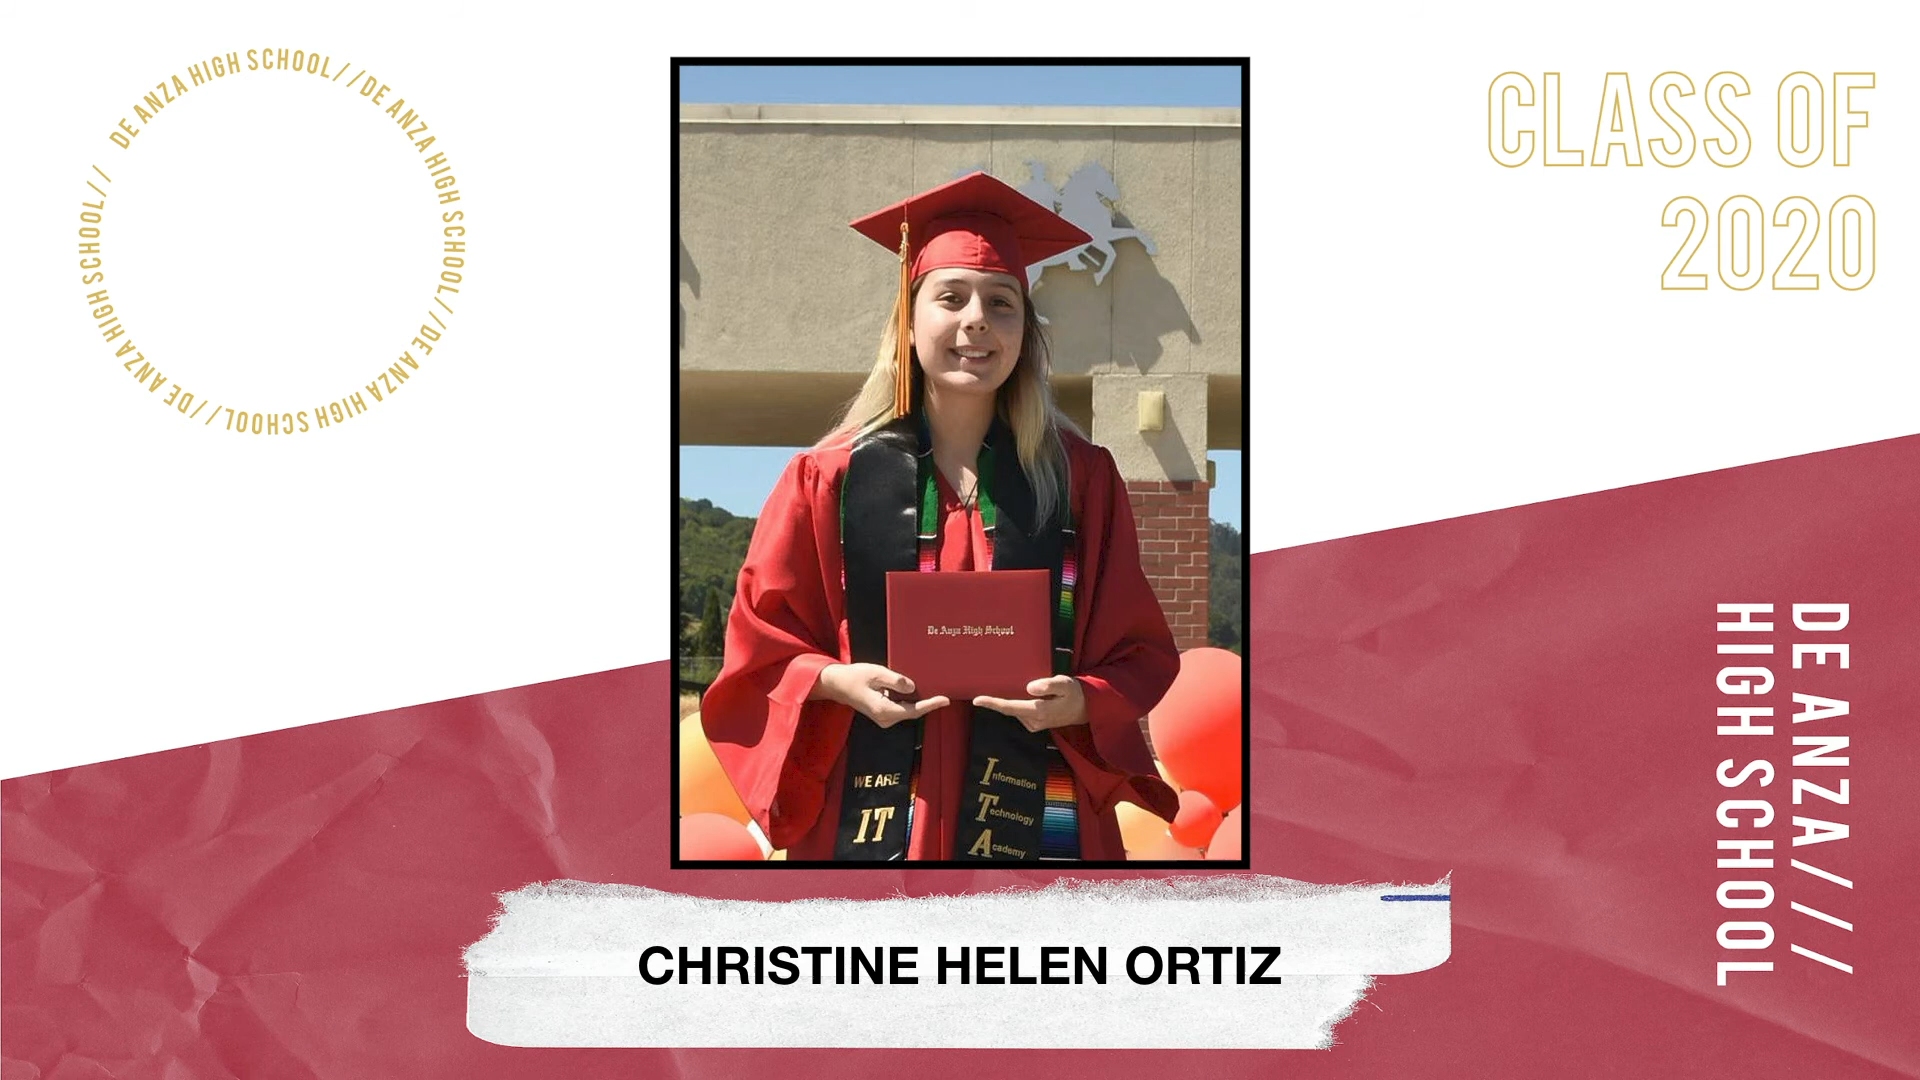 DE ANZA HIGH SCHOOL//DE ANZA HIGH SCHOOL//DE ANZA HIGH SCHOOL//DE ANZA HIGH SCHOOL//
CLASS OF
2020
De Anza High School
WE ARE
IT
Information
Technology
Academy
DE ANZA///
HIGH SCHOOL
CHRISTINE HELEN ORTIZ